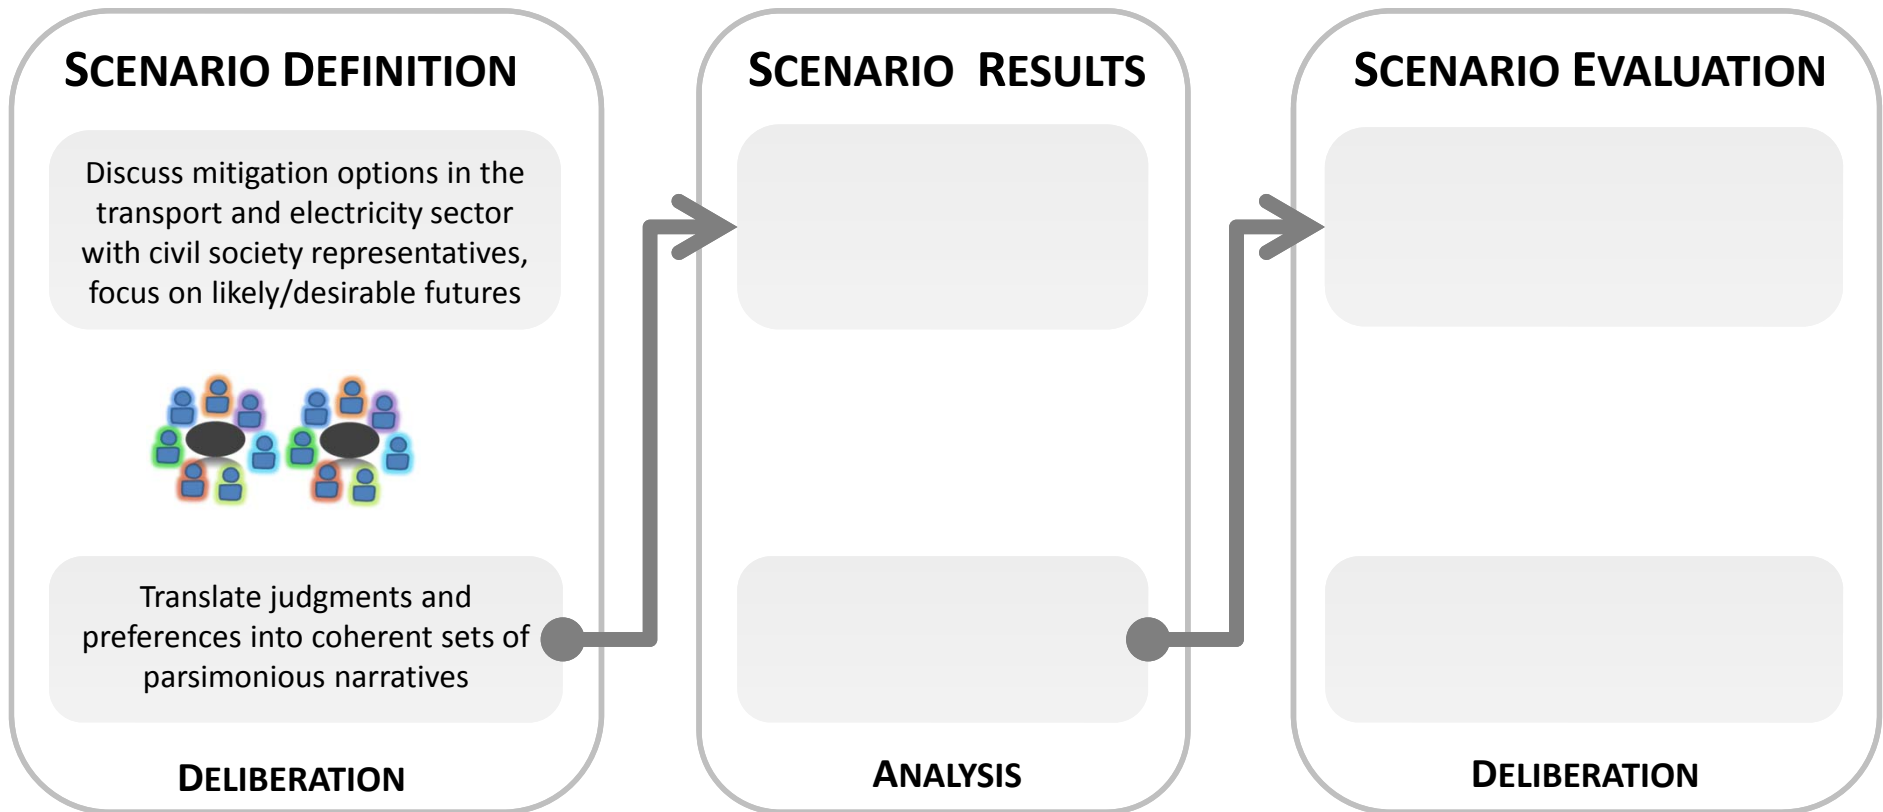 SCENARIO DEFINITION
Discuss mitigation options in the
transport and electricity sector
with civil society representatives,
focus on likely/desirable futures
Translate judgments and
preferences into coherent sets of
parsimonious narratives
DELIBERATION
SCENARIO RESULTS
ANALYSIS
SCENARIO EVALUATION
DELIBERATION